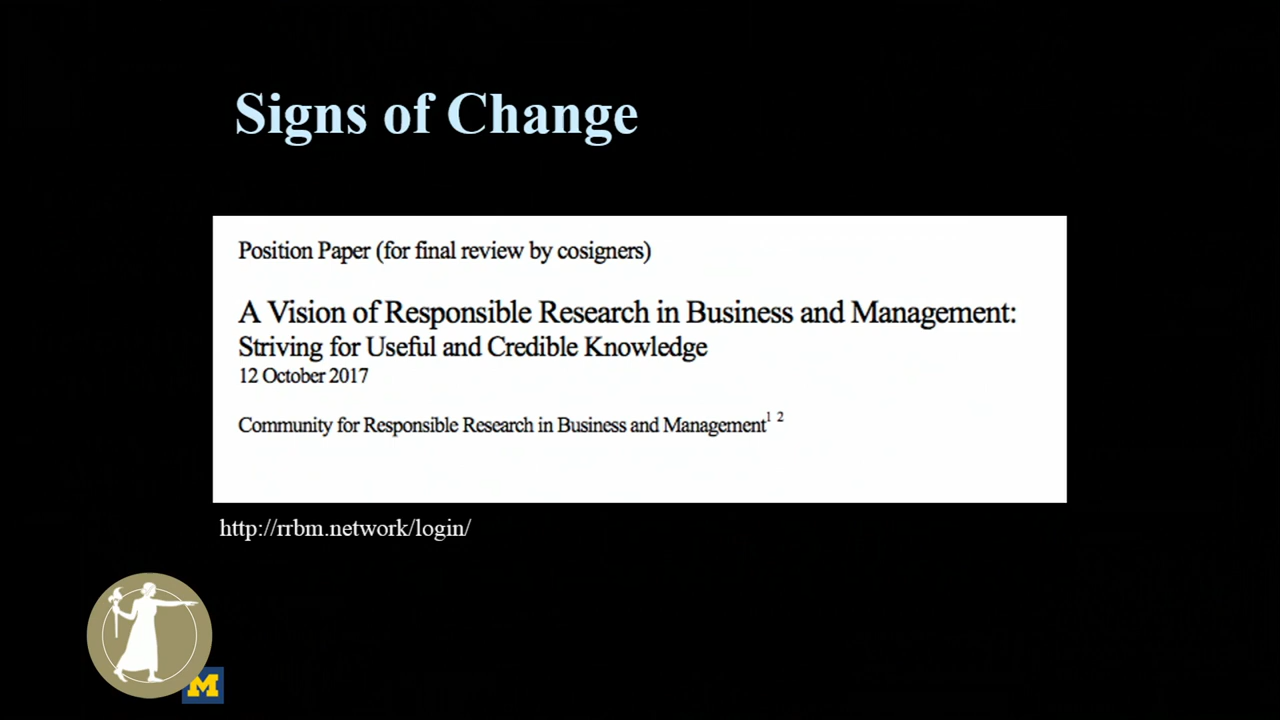 Signs of Change
Position Paper (for final review by cosigners)
A Vision of Responsible Research in Business and Management:
Striving for Useful and Credible Knowledge
12 October 2017
Community for Responsible Research in Business and Management1 2
http://rrbm.network/login/
M